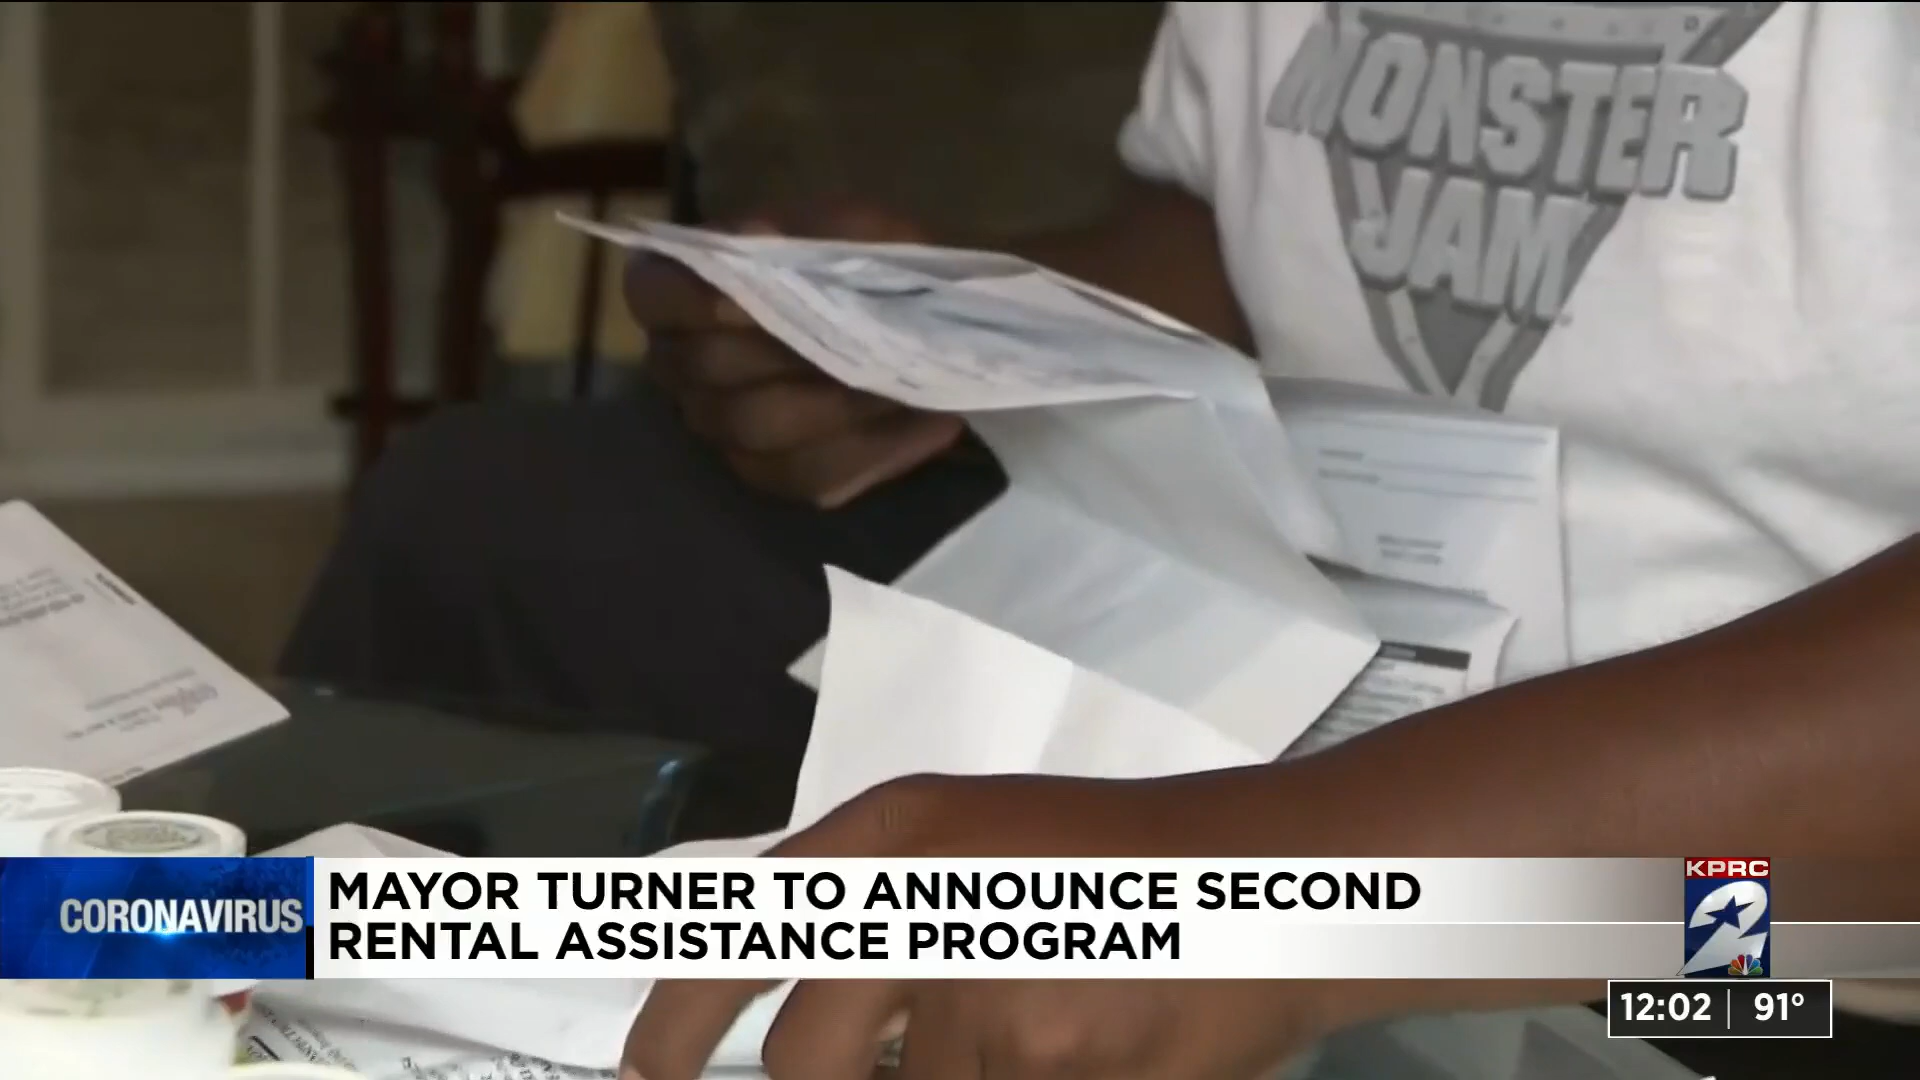 MONSTER
JAM
CORONAVIRUS
MAYOR TURNER TO ANNOUNCE SECOND
RENTAL ASSISTANCE PROGRAM
KPRC
2
12:02 91°